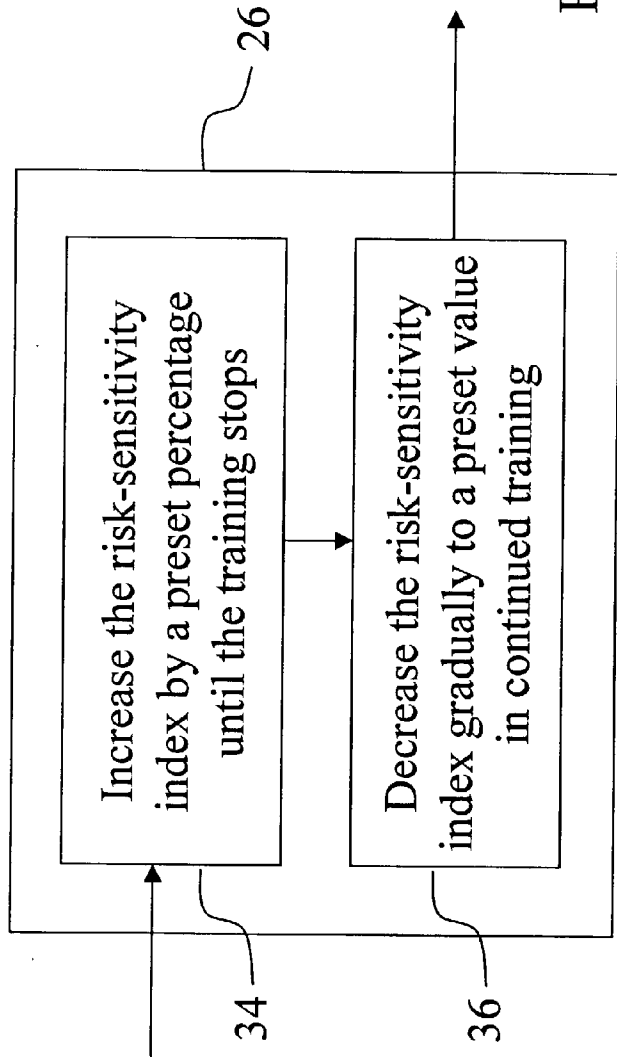 26
Increase the risk-sensitivity
index by a preset percentage
until the training stops
34
Decrease the risk-sensitivity
index gradually to a preset value
in continued training
36